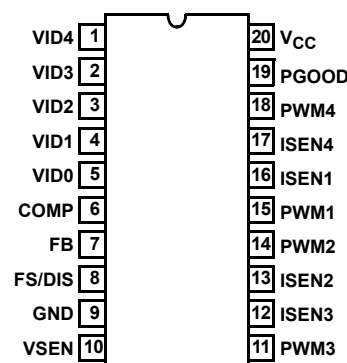 VID4 1 20 VCC
VID3 2 19 PGOOD
VID2 3 18 PWM4
VID1 4 17 ISEN4
VID0 5 16 ISEN1
COMP 6 15 PWM1
FB 7 14 PWM2
FS/DIS 8 13 ISEN2
GND 9 12 ISEN3
VSEN 10 11 PWM3